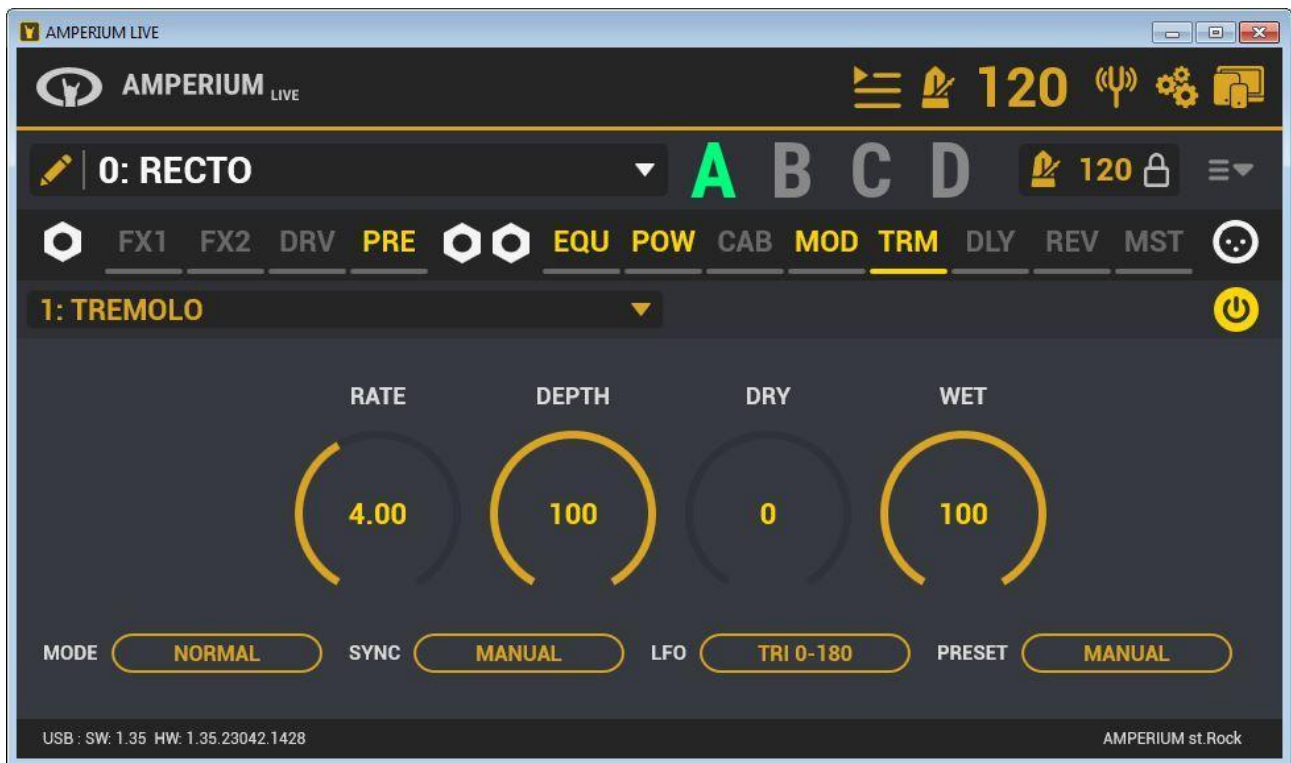 AMPERIUM LIVE
AMPERIUM LIVE 120
0: RECTO A B C D 120
FX1 FX2 DRV PRE EQU POW CAB MOD TRM DLY REV MST
1: TREMOLO
RATE DEPTH DRY WET
4.00 100 0 100
MODE NORMAL SYNC MANUAL LFO TRI 0-180 PRESET MANUAL
USB : SW: 1.35 HW: 1.35.23042.1428 AMPERIUM st.Rock